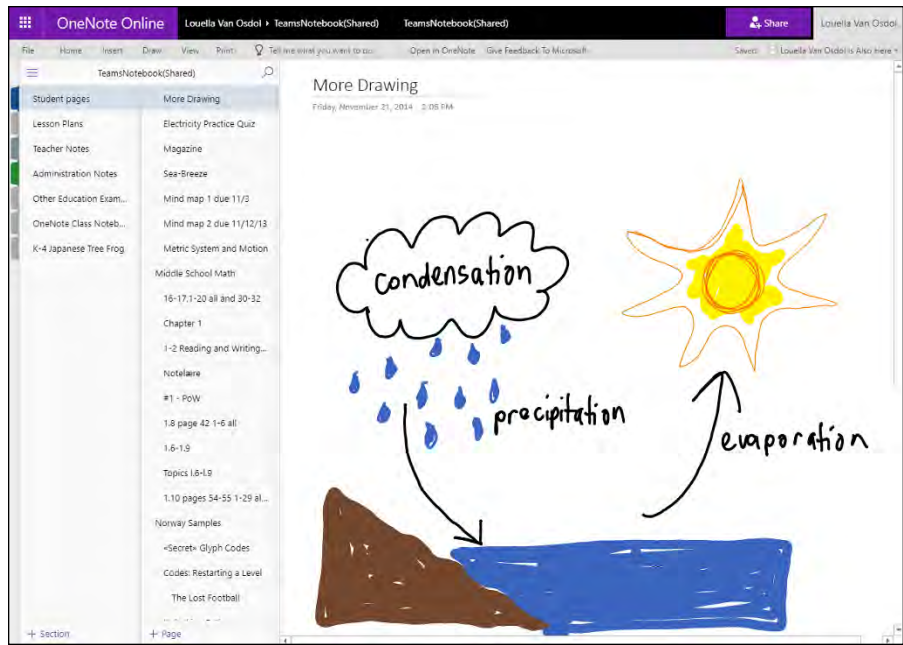 OneNote Online
Louella Van Osdol ▸ TeamsNotebook(Shared)
TeamsNotebook(Shared)
Share
Louella Van Osdol
File Home Insert Draw View Print Tell me what you want to do
Open in OneNote Give Feedback To Microsoft
Saved Louella Van Osdol is Also Here
TeamsNotebook(Shared)
Student pages
Lesson Plans
Teacher Notes
Administration Notes
Other Education Exam...
OneNote Class Noteb...
K-4 Japanese Tree Frog
+ Section
More Drawing
Electricity Practice Quiz
Magazine
Sea-Breeze
Mind map 1 due 11/3
Mind map 2 due 11/12/13
Metric System and Motion
Middle School Math
16-17.1-20 all and 30-32
Chapter 1
1-2 Reading and Writing...
Notelære
#1 - PoW
1.8 page 42 1-6 all
1.6-1.9
Topics 1.6-1.9
1.10 pages 54-55 1-29 al...
Norway Samples
«Secret» Glyph Codes
Codes: Restarting a Level
The Lost Football
+ Page
More Drawing
Friday, November 21, 2014 2:08 PM
condensation
precipitation
evaporation